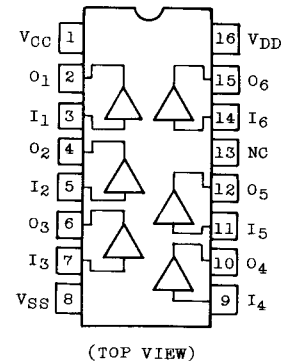 VCC 1 16 VDD
O1 2 15 O6
I1 3 14 I6
O2 4 13 NC
I2 5 12 O5
O3 6 11 I5
I3 7 10 O4
VSS 8 9 I4
(TOP VIEW)